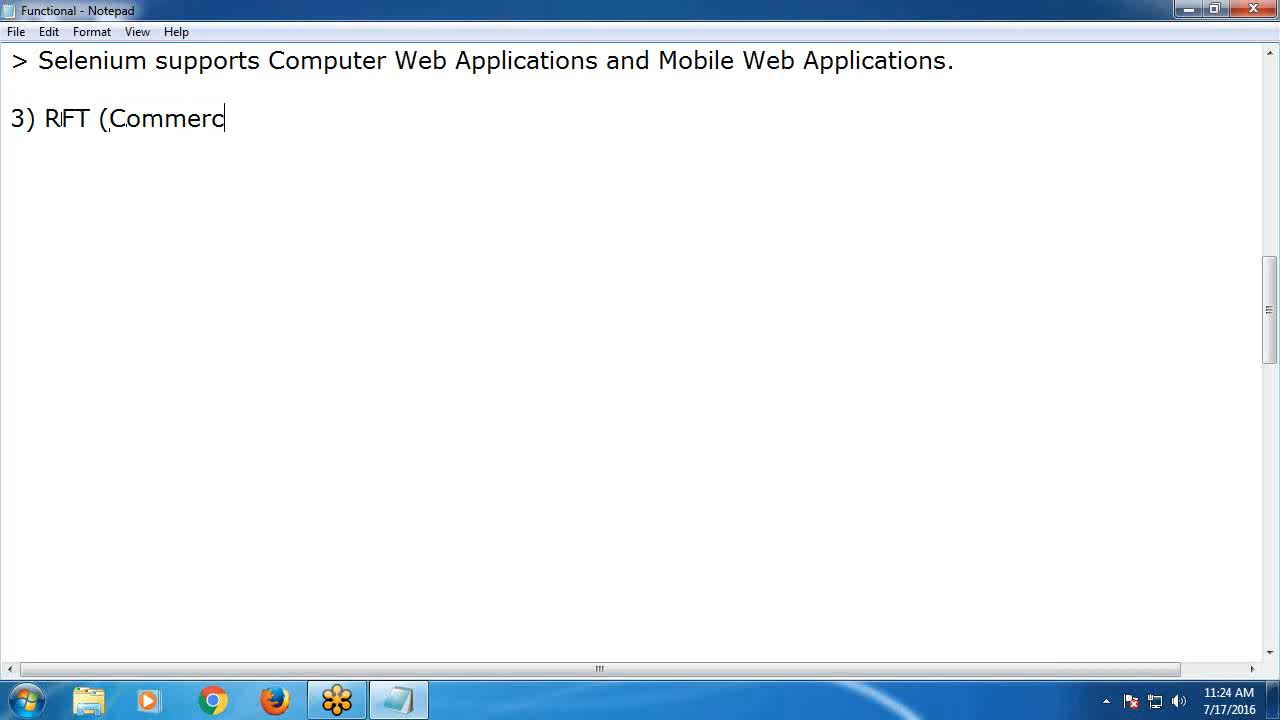 Functional - Notepad
File Edit Format View Help
> Selenium supports Computer Web Applications and Mobile Web Applications.
3) RFT (Commerc
11:24 AM
7/17/2016